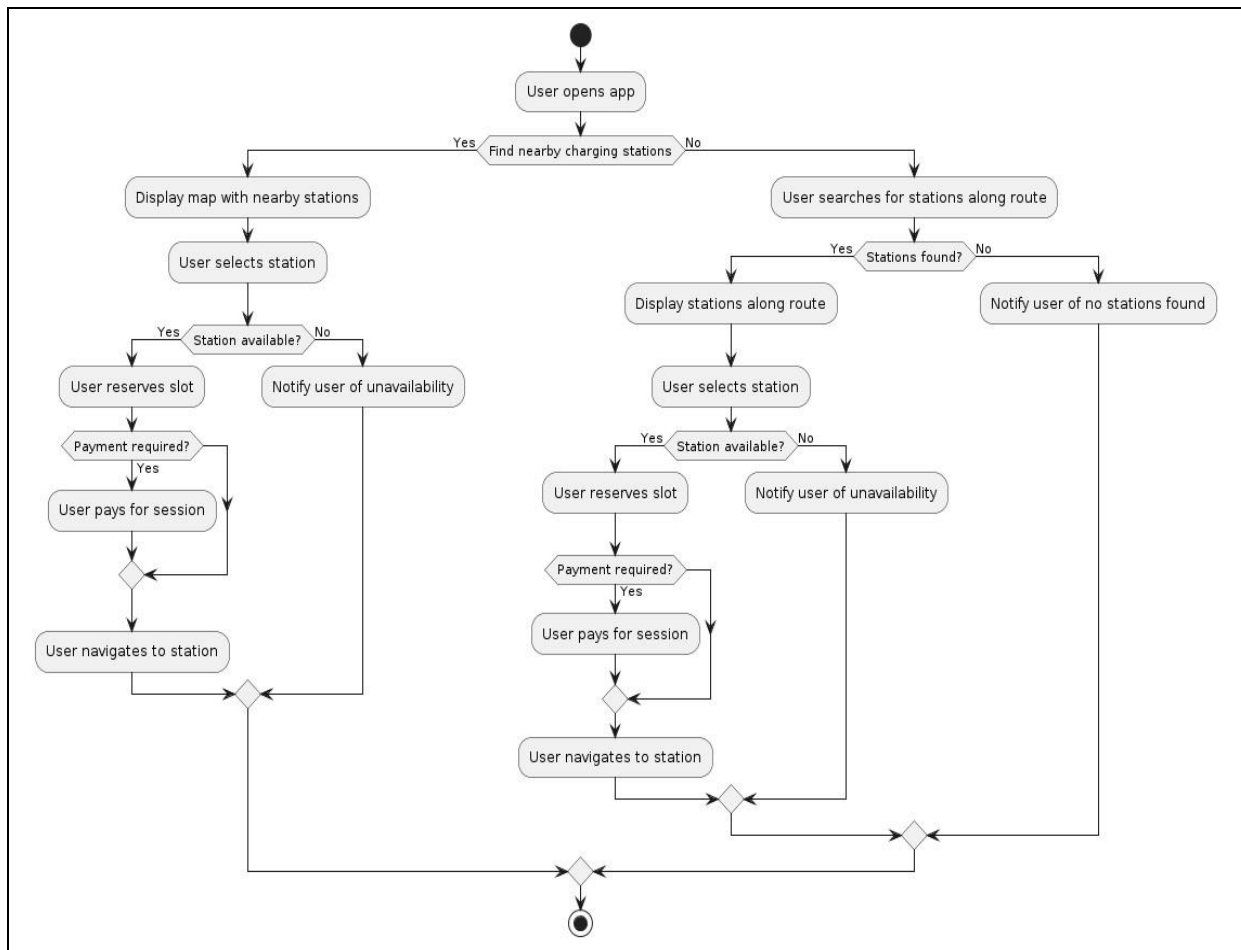 User opens app
Yes
Find nearby charging stations
No
Display map with nearby stations
User selects station
Yes
Station available?
No
User reserves slot
Notify user of unavailability
Payment required?
Yes
User pays for session
User navigates to station
User searches for stations along route
Yes
Stations found?
No
Display stations along route
Notify user of no stations found
User selects station
Yes
Station available?
No
User reserves slot
Notify user of unavailability
Payment required?
Yes
User pays for session
User navigates to station